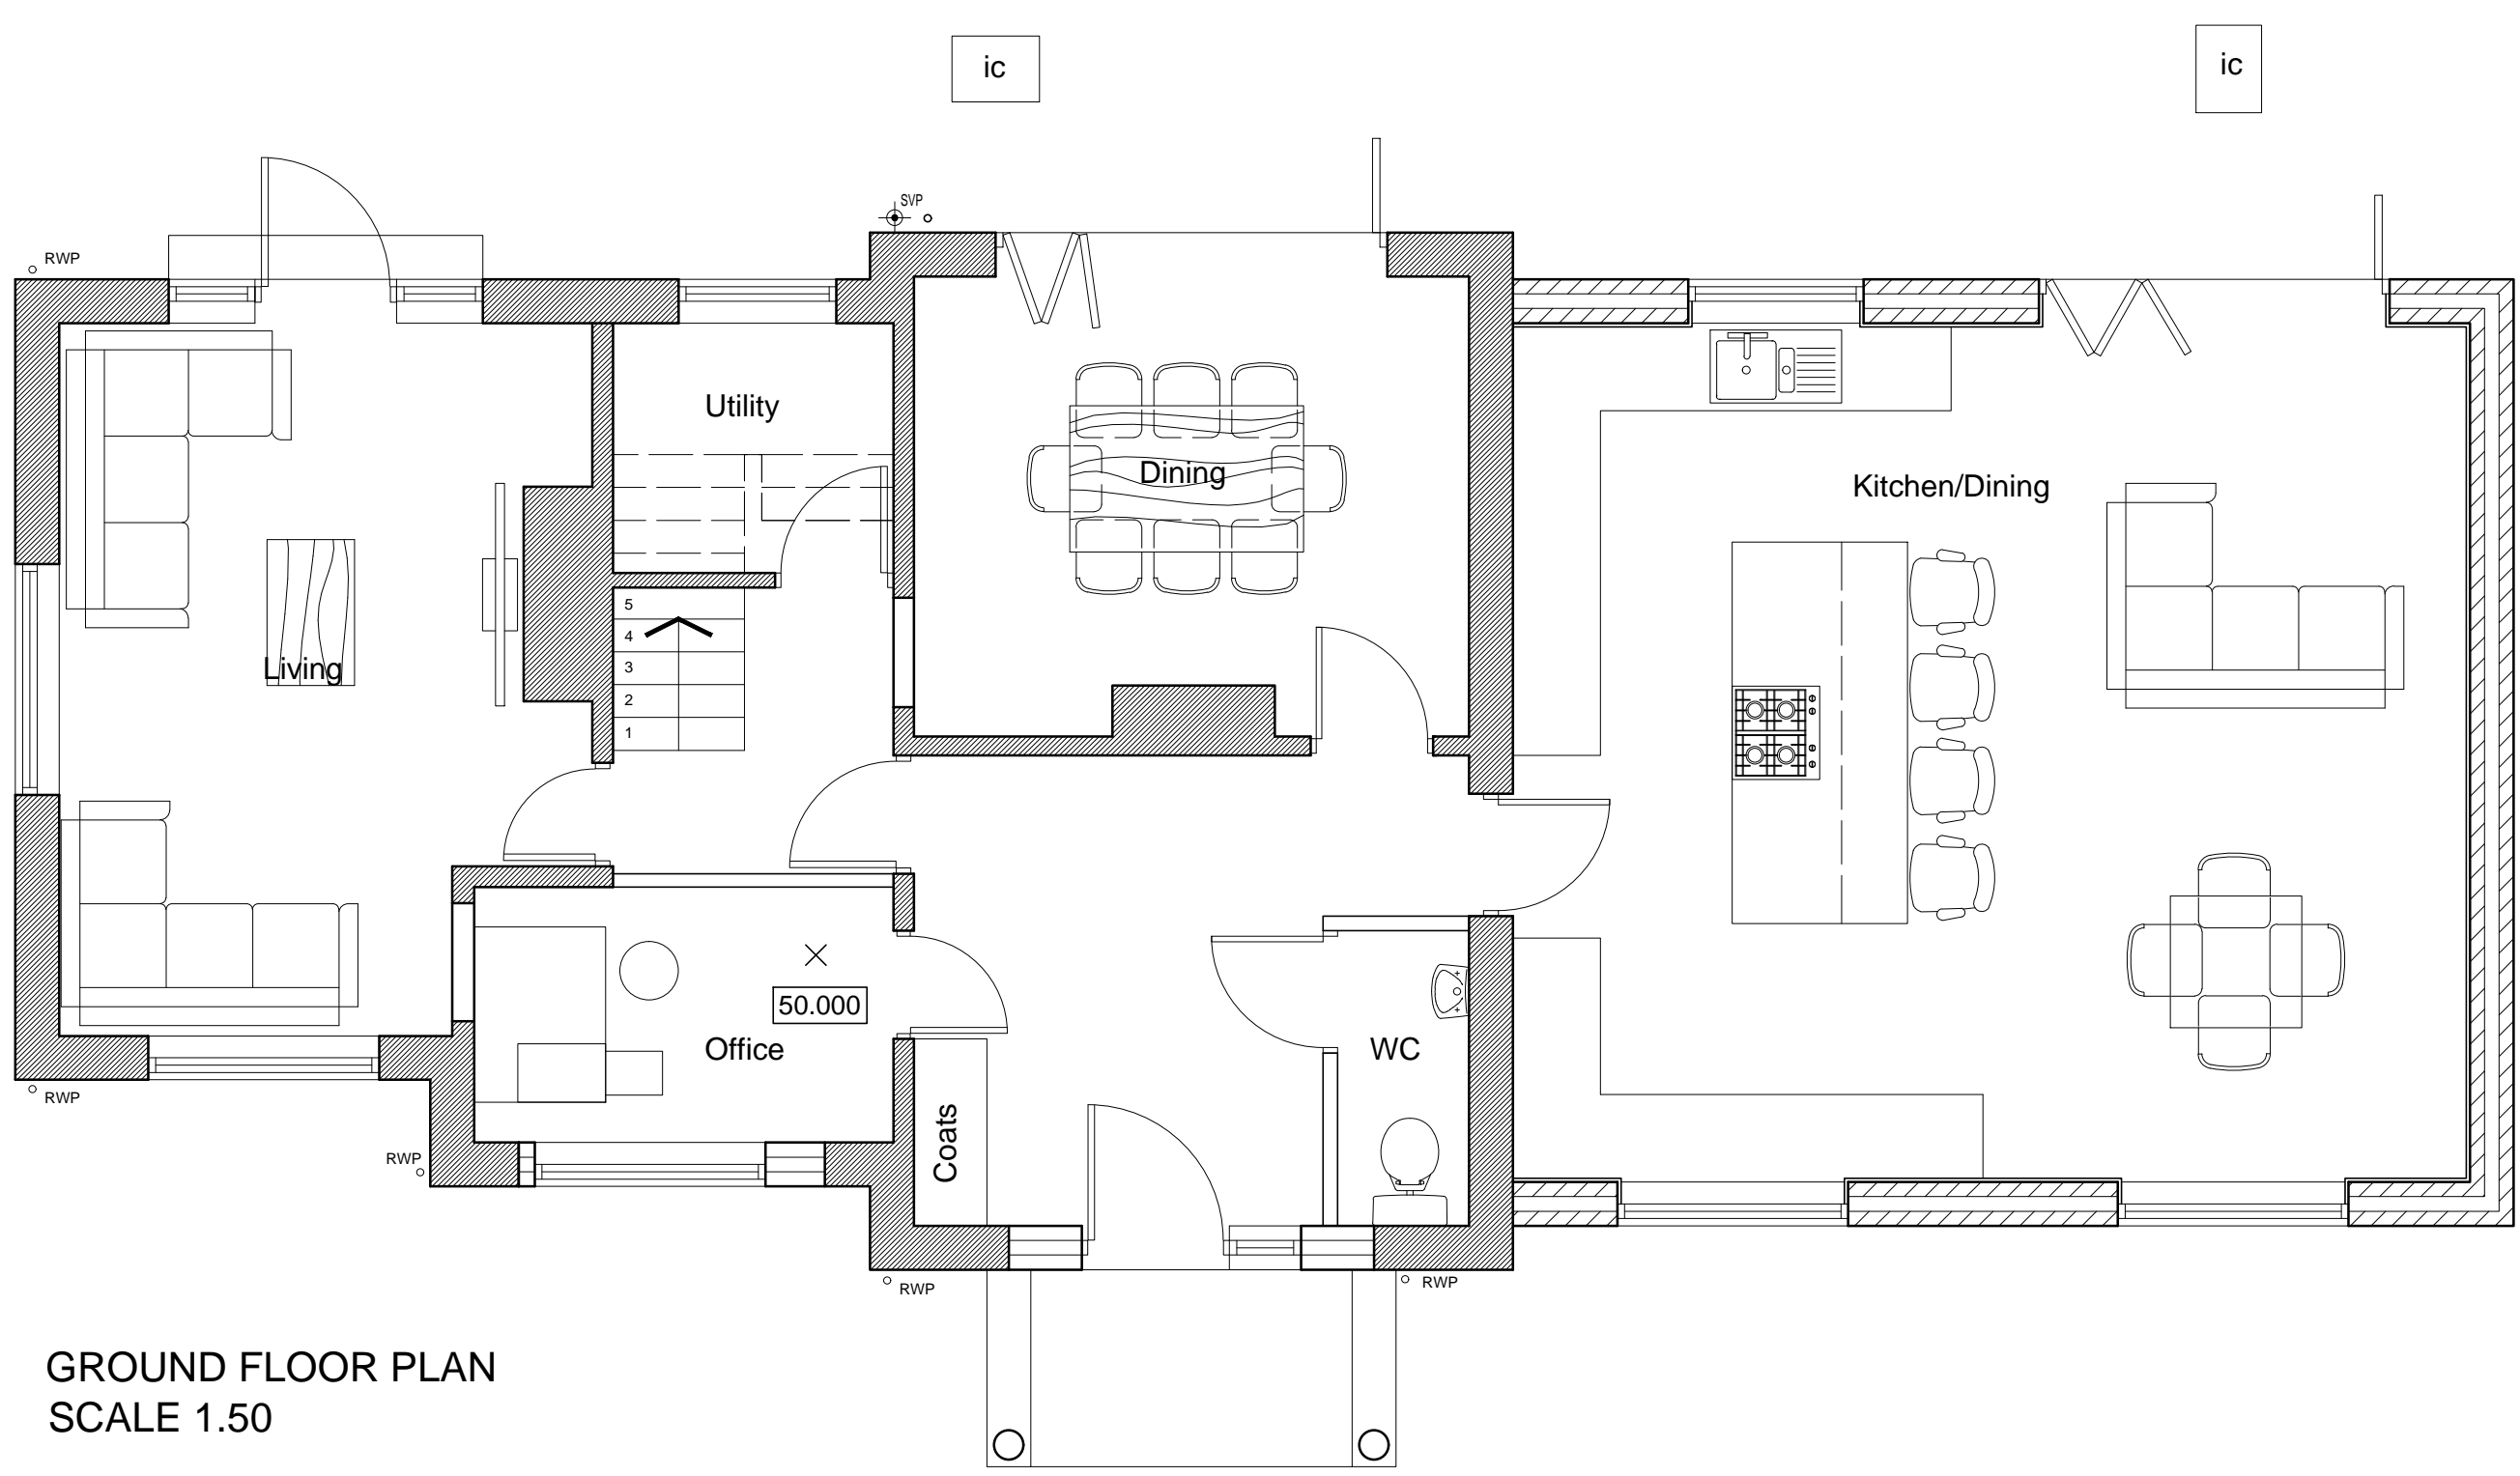 ic
ic
SVP
RWP
Utility
Dining
Kitchen/Dining
5
4
3
2
1
Living
50.000
Office
WC
Coats
RWP
RWP
RWP
RWP
GROUND FLOOR PLAN
SCALE 1.50